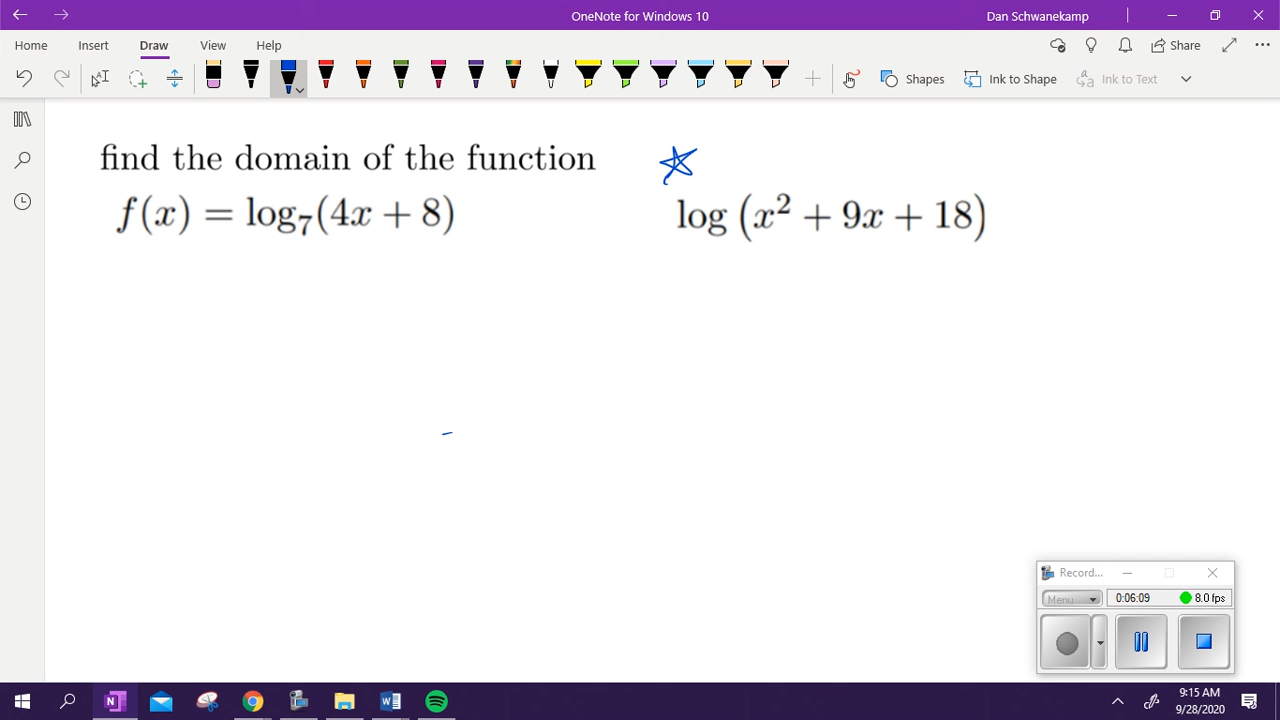 OneNote for Windows 10
Dan Schwanekamp
Home Insert Draw View Help
Share
Shapes Ink to Shape Ink to Text
find the domain of the function
f(x) = log₇(4x + 8)
log (x² + 9x + 18)
Record...
Menu 0:06:09 8.0 fps
9:15 AM
9/28/2020